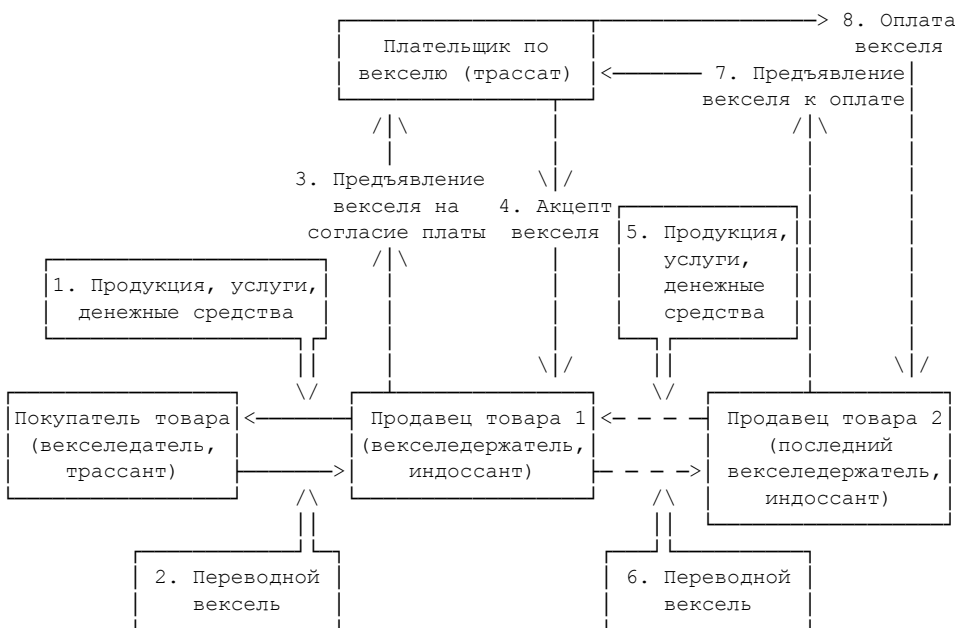 8. Оплата
векселя
Плательщик по
векселю (трассат)
7. Предъявление
векселя к оплате
3. Предъявление
векселя на
согласие платы
4. Акцепт
векселя
5. Продукция,
услуги,
денежные
средства
1. Продукция, услуги,
денежные средства
Покупатель товара
(векселедатель,
трассант)
Продавец товара 1
(векселедержатель,
индоссант)
Продавец товара 2
(последний
векселедержатель,
индоссант)
2. Переводной
вексель
6. Переводной
вексель